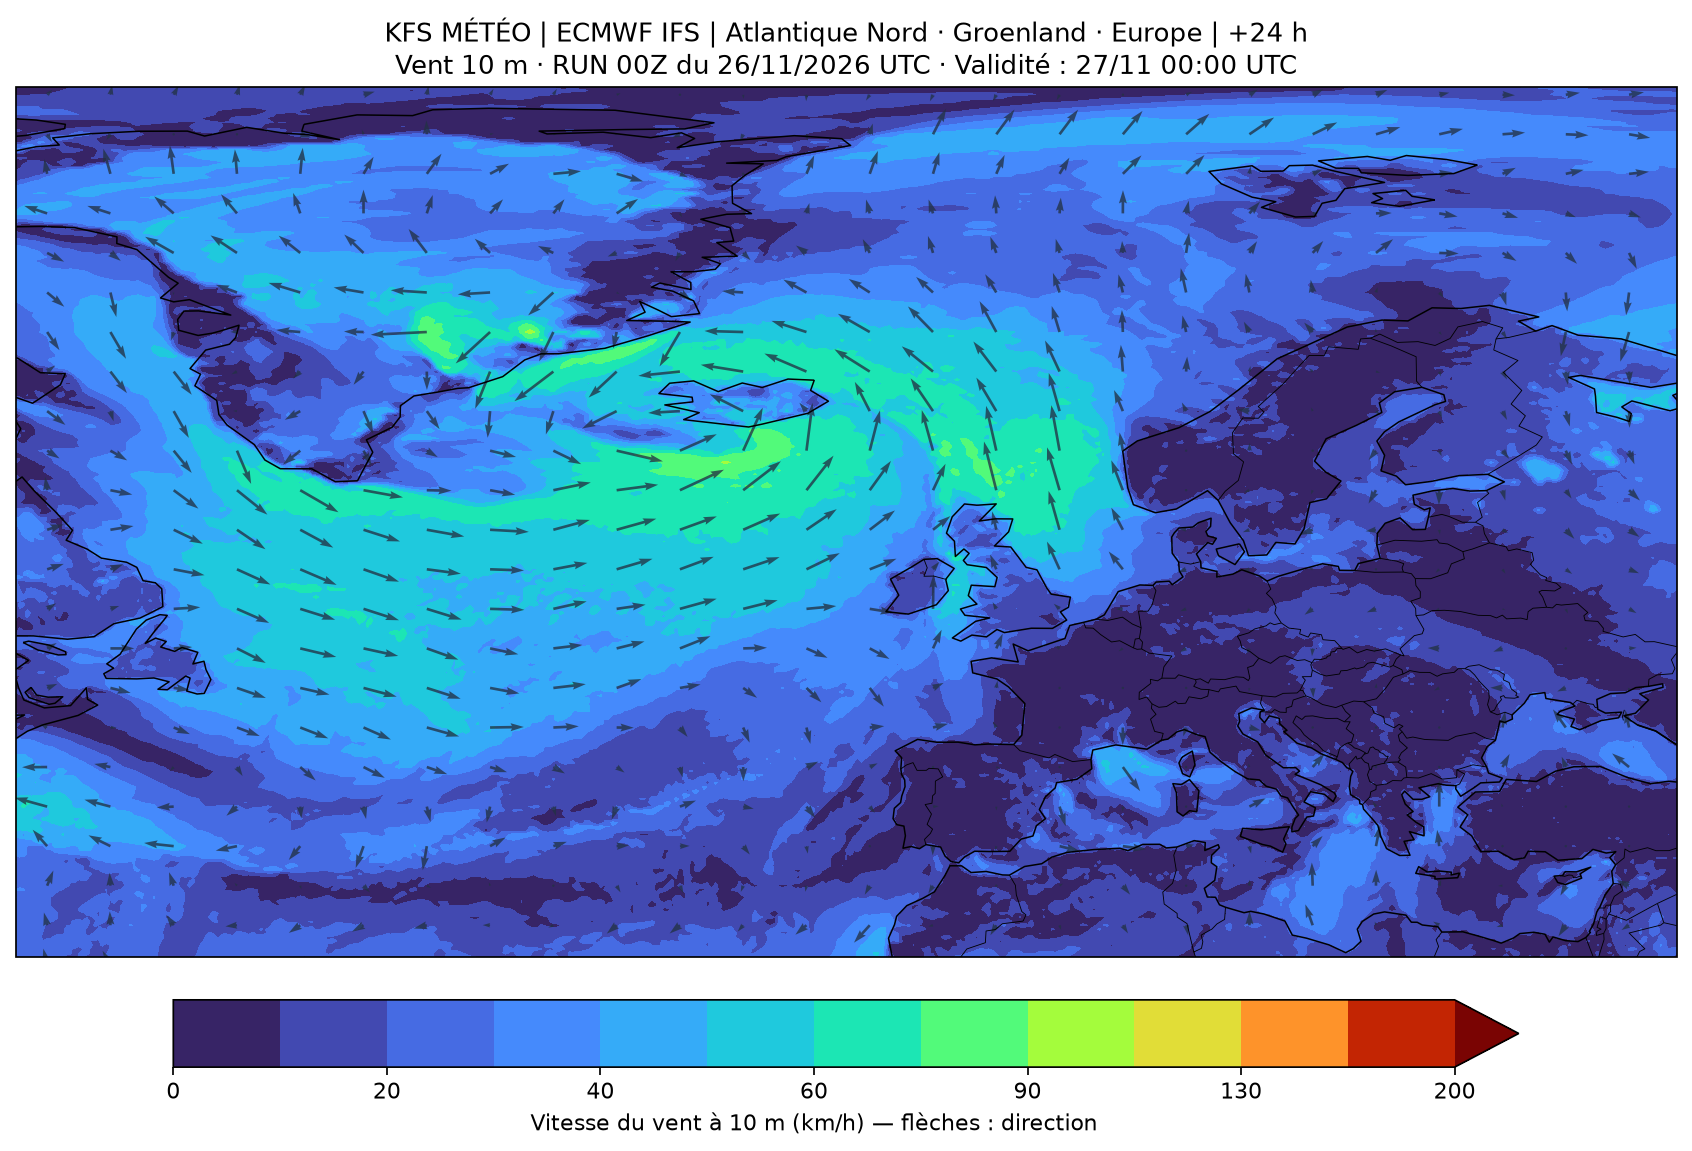 KFS MÉTÉO | ECMWF IFS | Atlantique Nord · Groenland · Europe | +24 h
Vent 10 m · RUN 00Z du 26/11/2026 UTC · Validité : 27/11 00:00 UTC
0 20 40 60 90 130 200
Vitesse du vent à 10 m (km/h) — flèches : direction